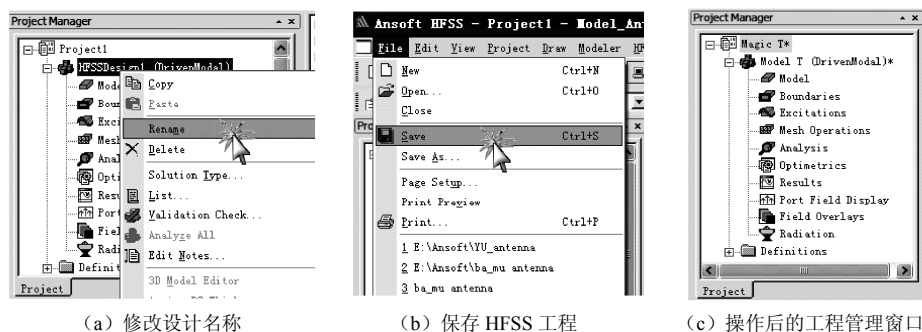 Project Manager
Project1
HFSSDesign1 (DrivenModal)
Copy
Paste
Rename
Delete
Solution Type...
List...
Validation Check...
Analyze All
Edit Notes...
3D Model Editor
Project
(a) 修改设计名称
Ansoft HFSS - Project1 - Model_An
File Edit View Project Draw Modeler HF
New Ctrl+N
Open... Ctrl+O
Close
Save Ctrl+S
Save As...
Page Setup...
Print Preview
Print... Ctrl+P
1 E:\Ansoft\YU_antenna
2 E:\Ansoft\ba_mu antenna
3 ba_mu antenna
(b) 保存 HFSS 工程
Project Manager
Magic T*
Model T (DrivenModal)*
Model
Boundaries
Excitations
Mesh Operations
Analysis
Optimetrics
Results
Port Field Display
Field Overlays
Radiation
Definitions
Project
(c) 操作后的工程管理窗口